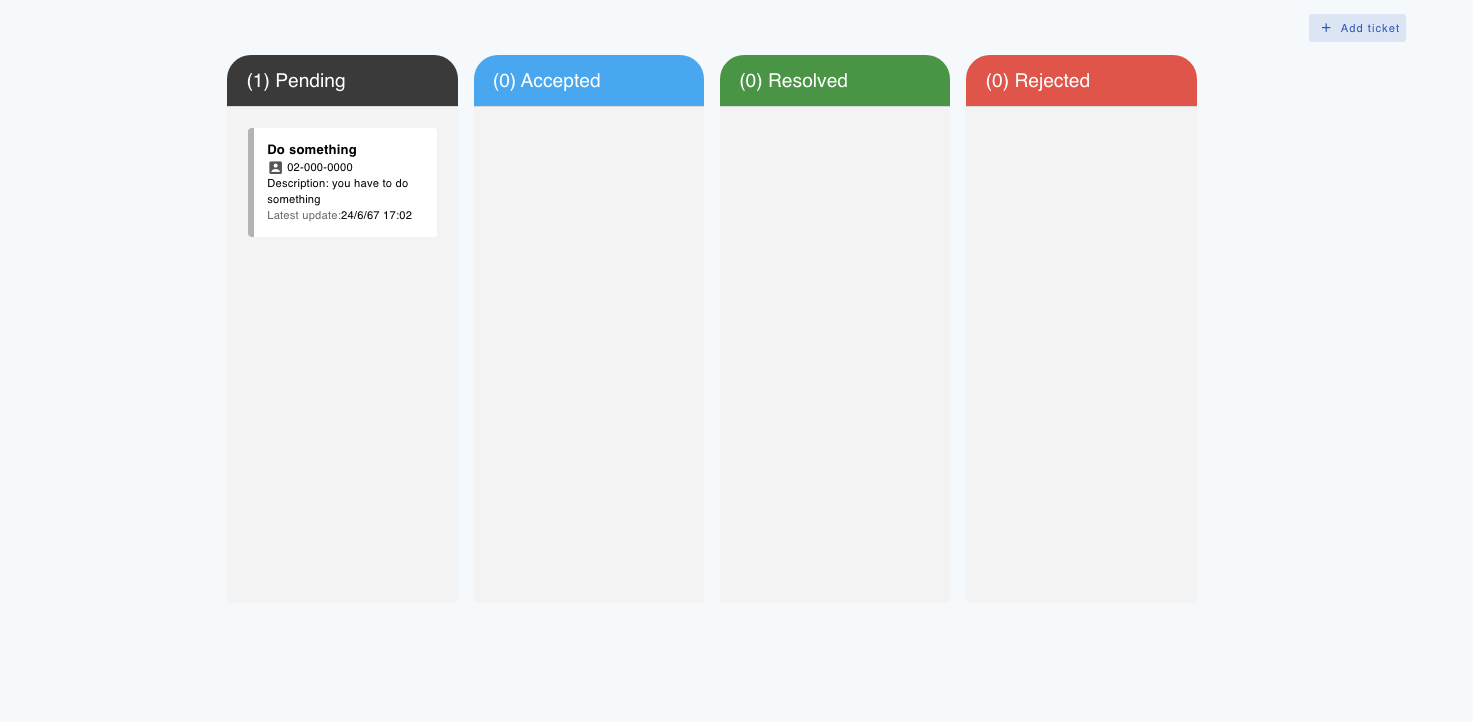 + Add ticket
(1) Pending
(0) Accepted
(0) Resolved
(0) Rejected
Do something
02-000-0000
Description: you have to do
something
Latest update:24/6/67 17:02